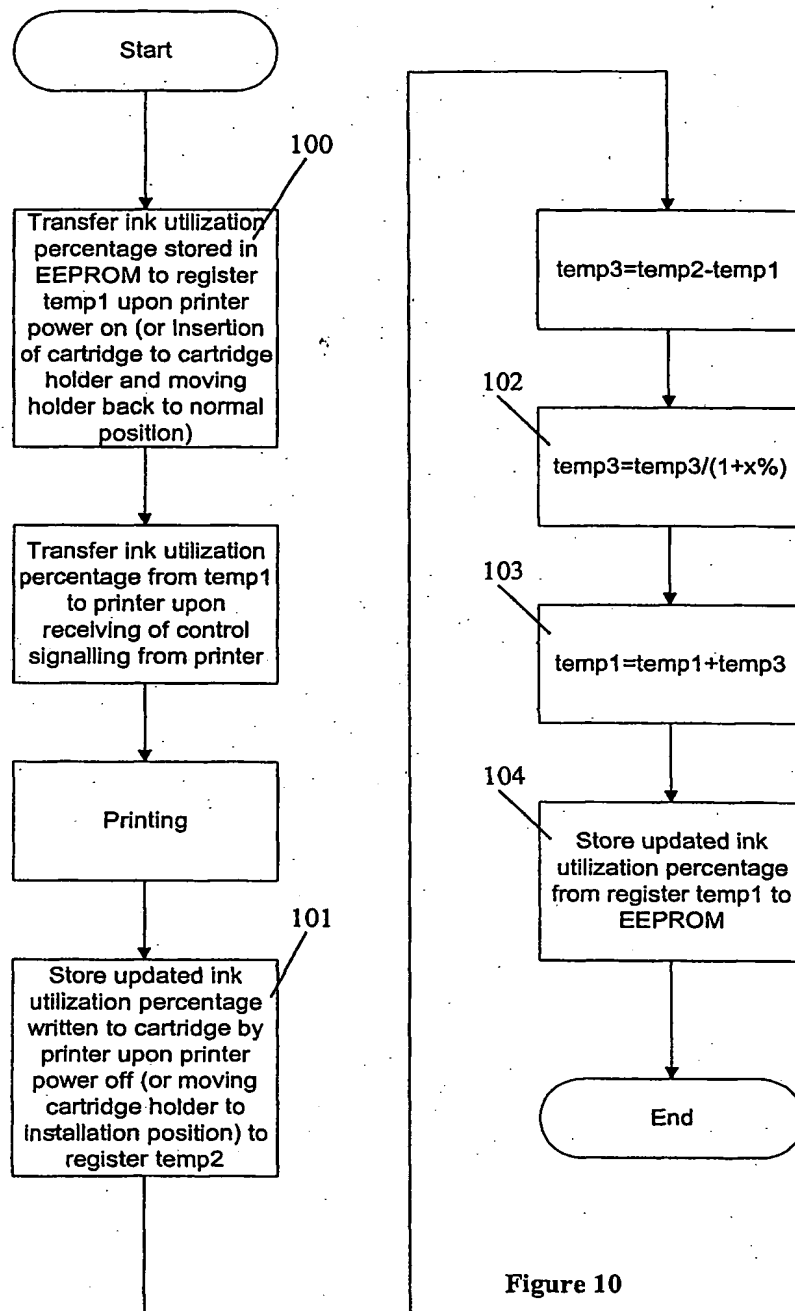 Start
100
Transfer ink utilization
percentage stored in
EEPROM to register
temp1 upon printer
power on (or insertion
of cartridge to cartridge
holder and moving
holder back to normal
position)
Transfer ink utilization
percentage from temp1
to printer upon
receiving of control
signalling from printer
Printing
101
Store updated ink
utilization percentage
written to cartridge by
printer upon printer
power off (or moving
cartridge holder to
installation position) to
register temp2
temp3=temp2-temp1
102
temp3=temp3/(1+x%)
103
temp1=temp1+temp3
104
Store updated ink
utilization percentage
from register temp1 to
EEPROM
End
Figure 10